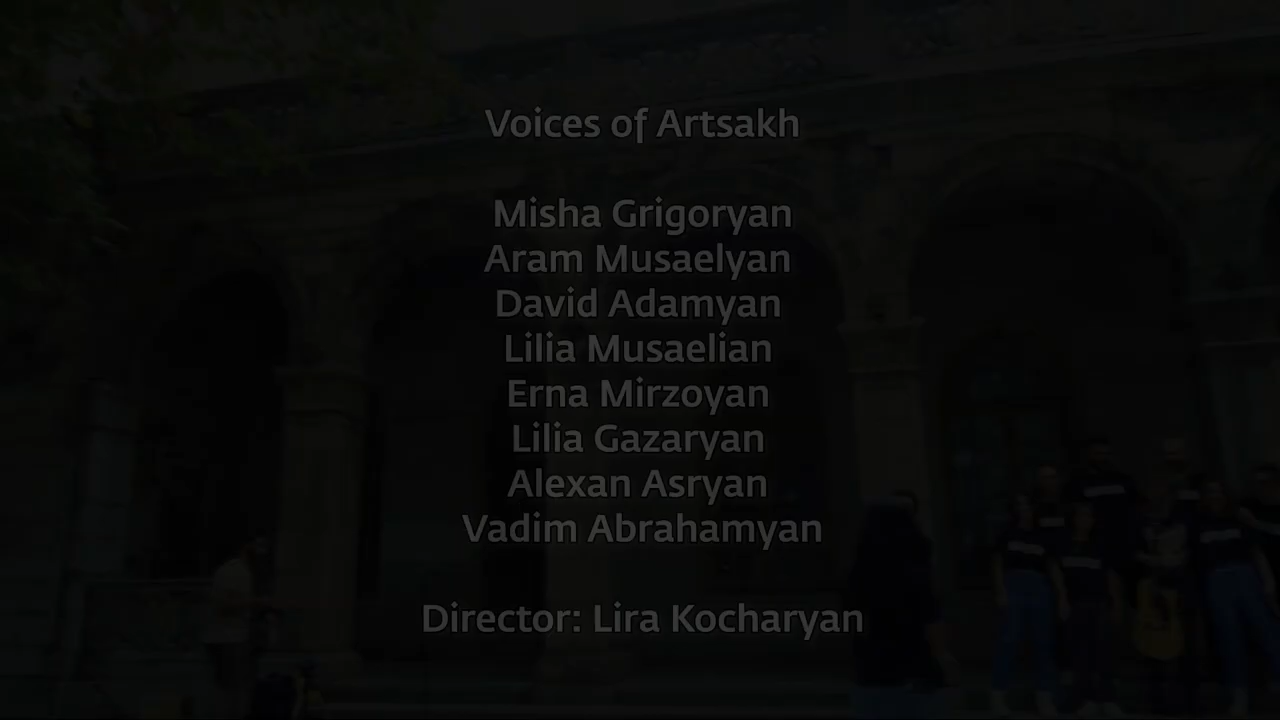 Voices of Artsakh
Misha Grigoryan
Aram Musaelyan
David Adamyan
Lilia Musaelian
Erna Mirzoyan
Lilia Gazaryan
Alexan Asryan
Vadim Abrahamyan
Director: Lira Kocharyan